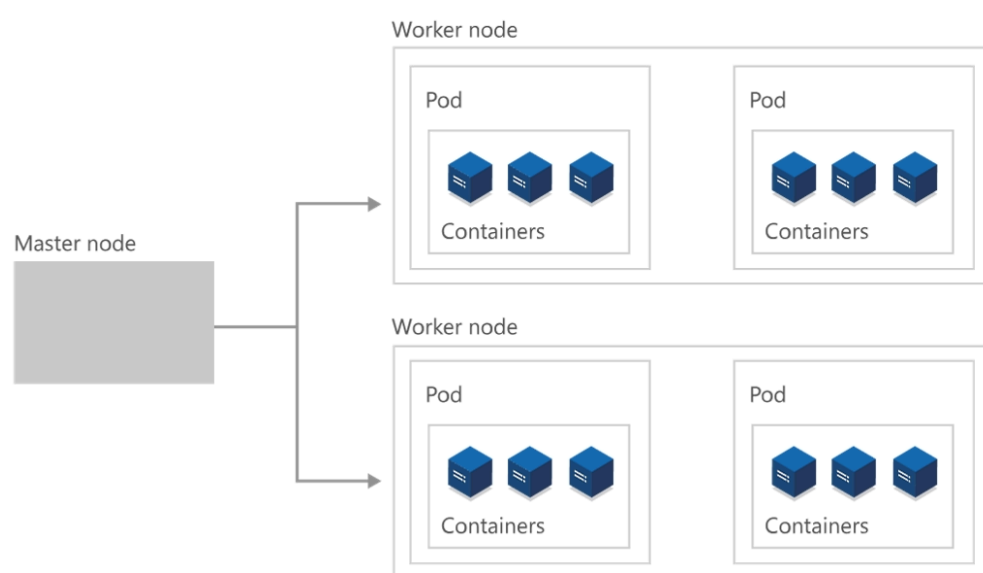 Worker node
Pod
Pod
Containers
Containers
Master node
Worker node
Pod
Pod
Containers
Containers